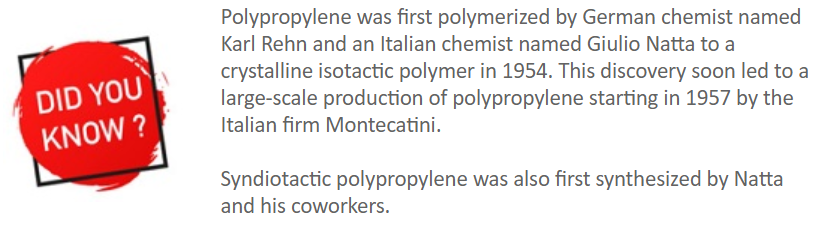 DID YOU
KNOW ?
Polypropylene was first polymerized by German chemist named
Karl Rehn and an Italian chemist named Giulio Natta to a
crystalline isotactic polymer in 1954. This discovery soon led to a
large-scale production of polypropylene starting in 1957 by the
Italian firm Montecatini.
Syndiotactic polypropylene was also first synthesized by Natta
and his coworkers.